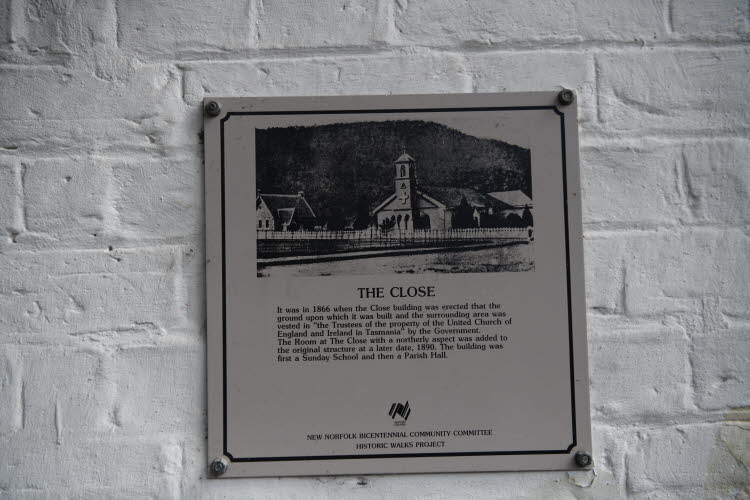 THE CLOSE
It was in 1866 when the Close building was erected that the
ground upon which it was built and the surrounding area was
vested in "the Trustees of the property of the United Church of
England and Ireland in Tasmania" by the Government.
The Room at The Close with a northerly aspect was added to
the original structure at a later date, 1890. The building was
first a Sunday School and then a Parish Hall.
NEW NORFOLK BICENTENNIAL COMMUNITY COMMITTEE
HISTORIC WALKS PROJECT